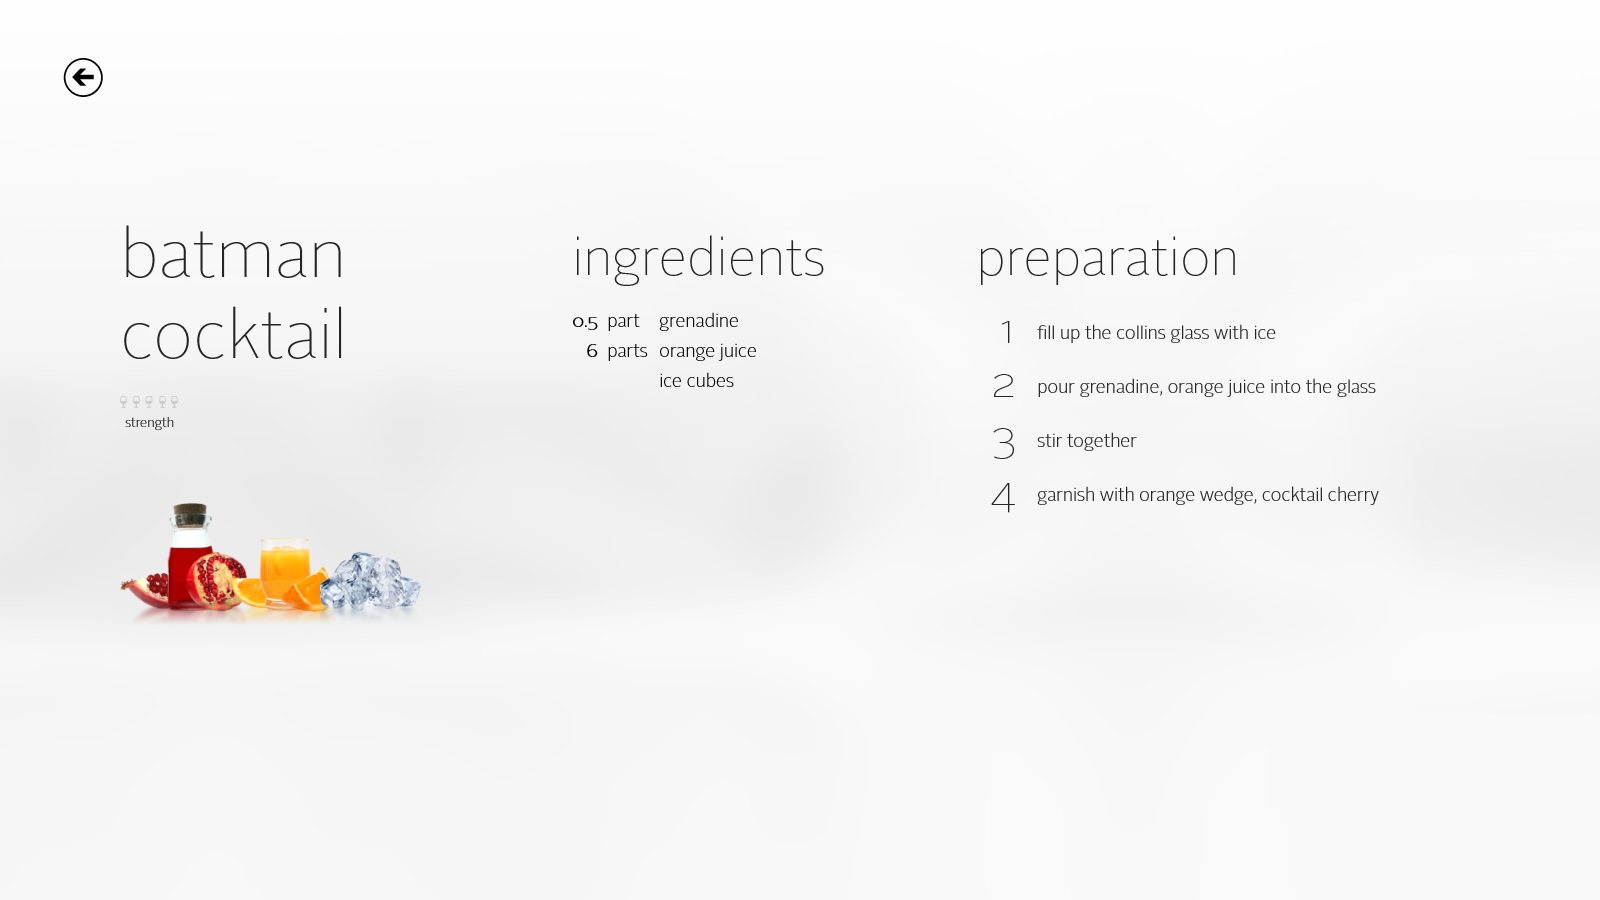 batman
cocktail
strength
ingredients
0.5 part grenadine
6 parts orange juice
ice cubes
preparation
1 fill up the collins glass with ice
2 pour grenadine, orange juice into the glass
3 stir together
4 garnish with orange wedge, cocktail cherry